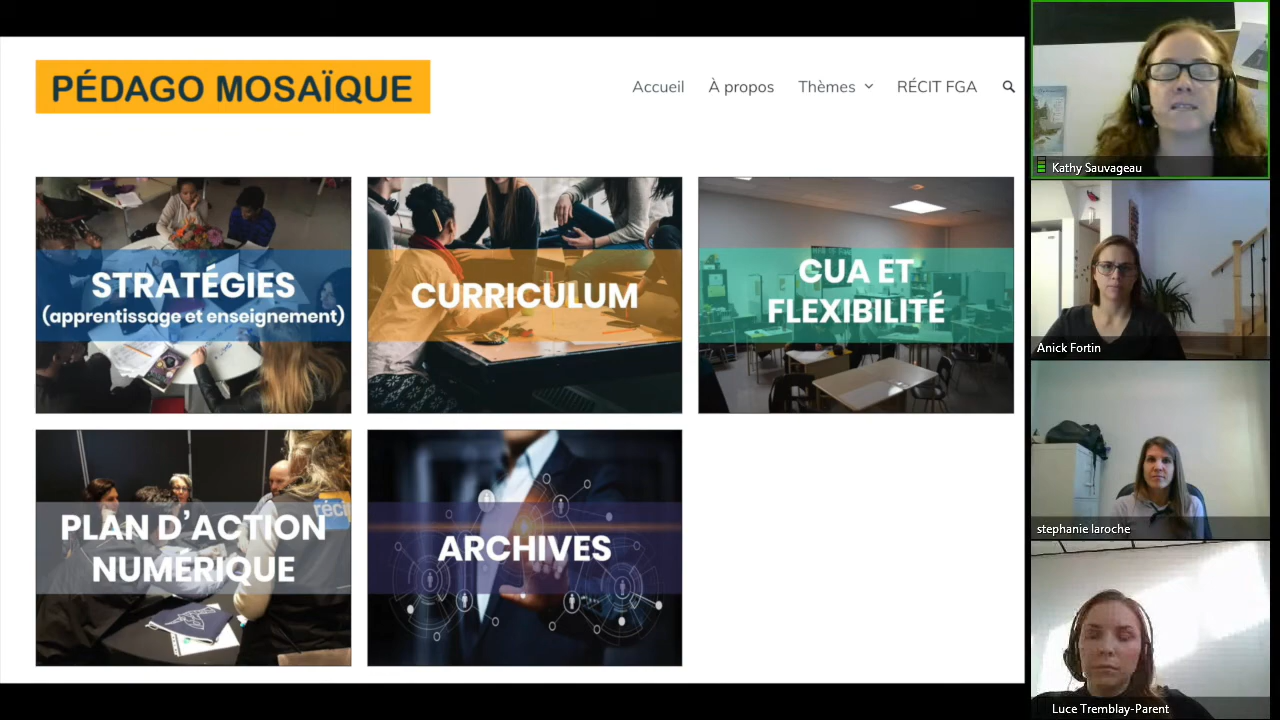 PÉDAGO MOSAÏQUE
Accueil À propos Thèmes RÉCIT FGA
STRATÉGIES
(apprentissage et enseignement)
CURRICULUM
CUA ET
FLEXIBILITÉ
PLAN D'ACTION
NUMÉRIQUE
récit
ARCHIVES
Kathy Sauvageau
Anick Fortin
stephanie laroche
Luce Tremblay-Parent